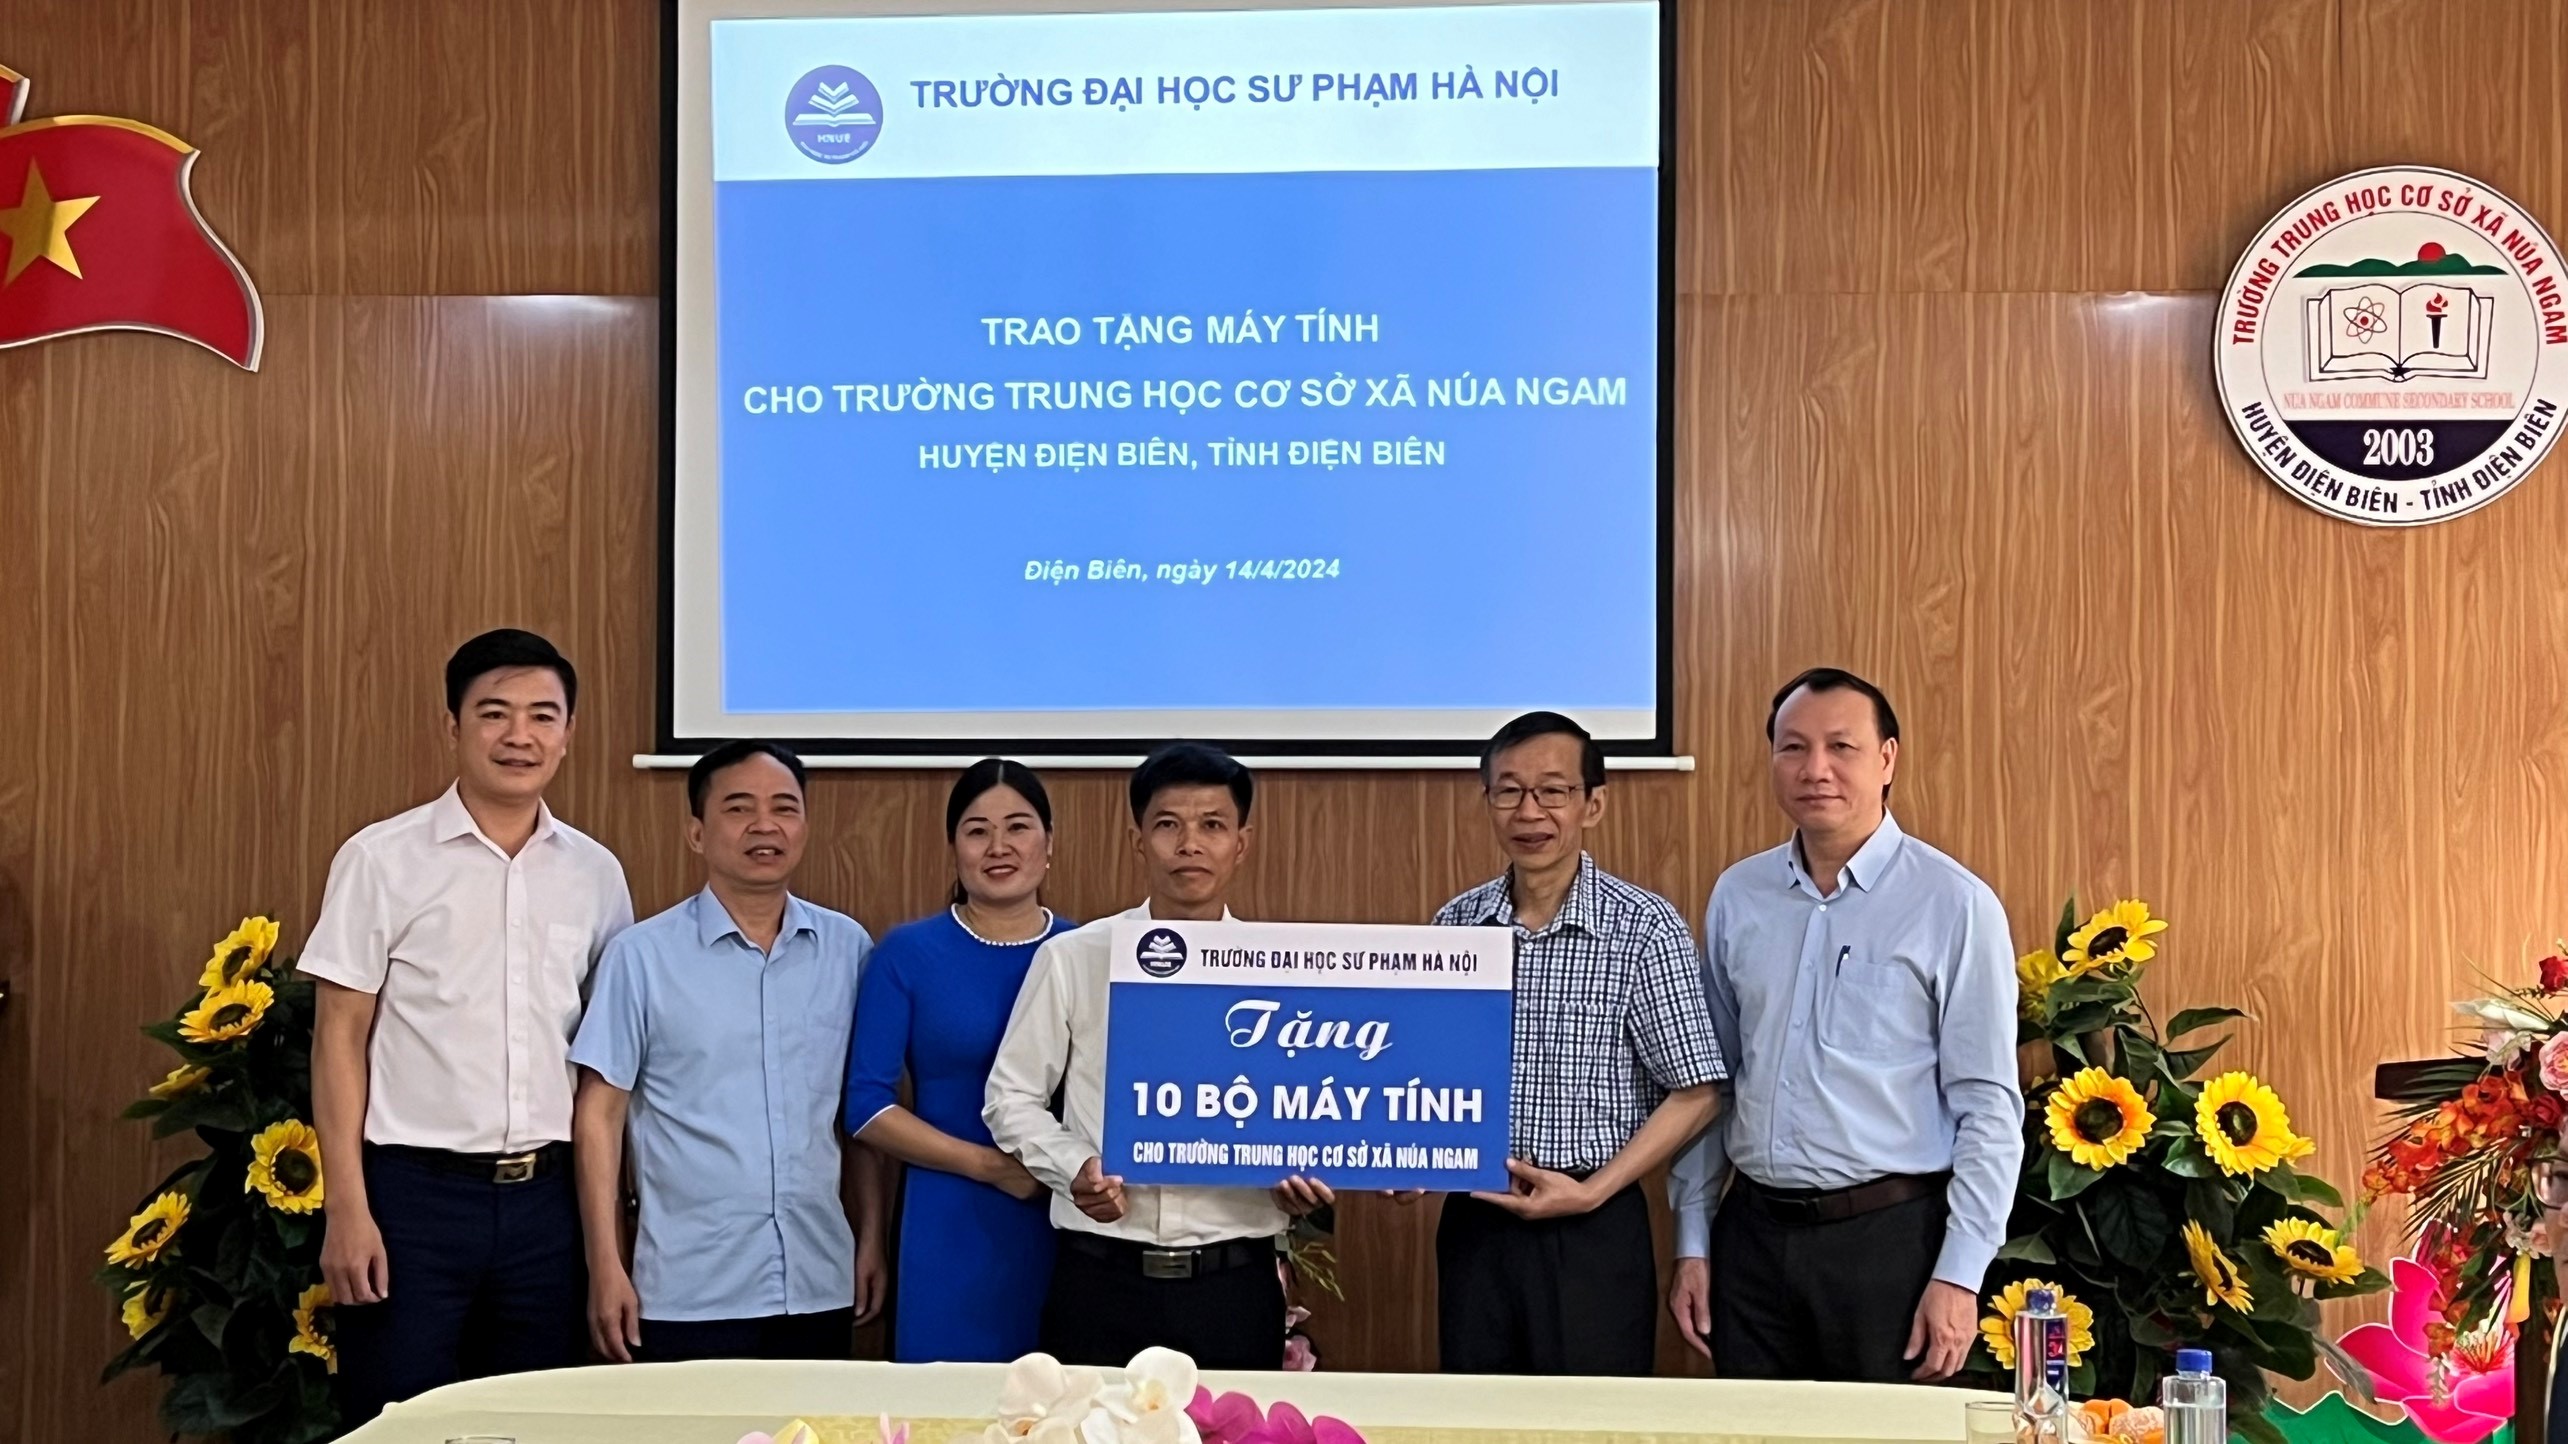 TRƯỜNG ĐẠI HỌC SƯ PHẠM HÀ NỘI
HNUE
TRAO TẶNG MÁY TÍNH
CHO TRƯỜNG TRUNG HỌC CƠ SỞ XÃ NÚA NGAM
HUYỆN ĐIỆN BIÊN, TỈNH ĐIỆN BIÊN
Điện Biên, ngày 14/4/2024
TRƯỜNG TRUNG HỌC CƠ SỞ XÃ NÚA NGAM
NUA NGAM COMMUNE SECONDARY SCHOOL
2003
HUYỆN ĐIỆN BIÊN - TỈNH ĐIỆN BIÊN
TRƯỜNG ĐẠI HỌC SƯ PHẠM HÀ NỘI
Tặng
10 BỘ MÁY TÍNH
CHO TRƯỜNG TRUNG HỌC CƠ SỞ XÃ NÚA NGAM